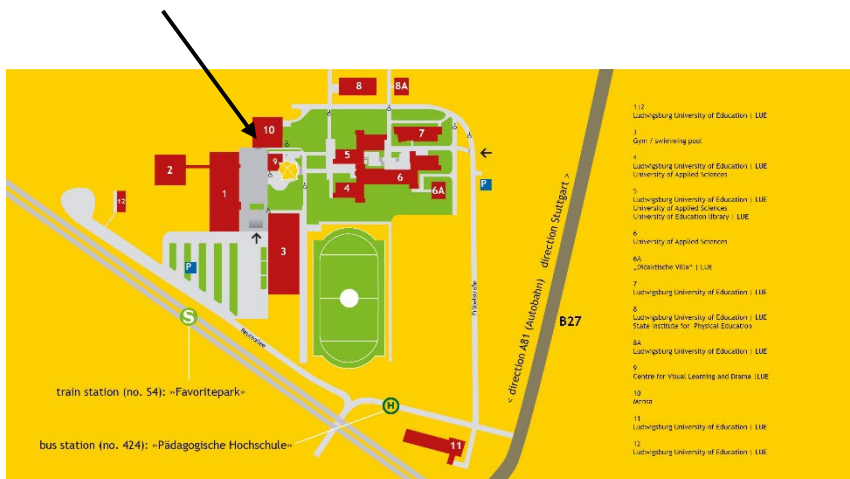 8
8A
10
7
5
9
2
6
1
4
6A
P
12
3
P
S
Reuteallee
Fröbelstraße
< direction A81 (Autobahn)   direction Stuttgart >
B27
train station (no. S4): »Favoritepark«
H
bus station (no. 424): »Pädagogische Hochschule«
11
1|2
Ludwigsburg University of Education | LUE
3
Gym / swimming pool
4
Ludwigsburg University of Education | LUE
University of Applied Sciences
5
Ludwigsburg University of Education | LUE
University of Applied Sciences
University of Education library | LUE
6
University of Applied Sciences
6A
„Didaktische Villa“ | LUE
7
Ludwigsburg University of Education | LUE
8
Ludwigsburg University of Education | LUE
State Institute for Physical Education
8A
Ludwigsburg University of Education | LUE
9
Centre for Visual Learning and Drama |LUE
10
Mensa
11
Ludwigsburg University of Education | LUE
12
Ludwigsburg University of Education | LUE